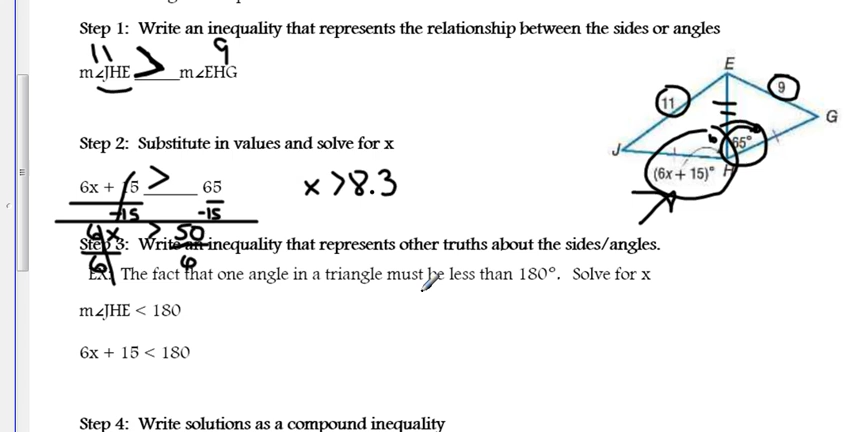 Step 1: Write an inequality that represents the relationship between the sides or angles
11 9
m∠JHE > m∠EHG
Step 2: Substitute in values and solve for x
6x + 15 > 65
-15 -15
x > 8.3
6x > 50
6 6
Step 3: Write an inequality that represents other truths about the sides/angles.
EX: The fact that one angle in a triangle must be less than 180°. Solve for x
m∠JHE < 180
6x + 15 < 180
Step 4: Write solutions as a compound inequality
E
11
9
G
J
65°
(6x + 15)°
H